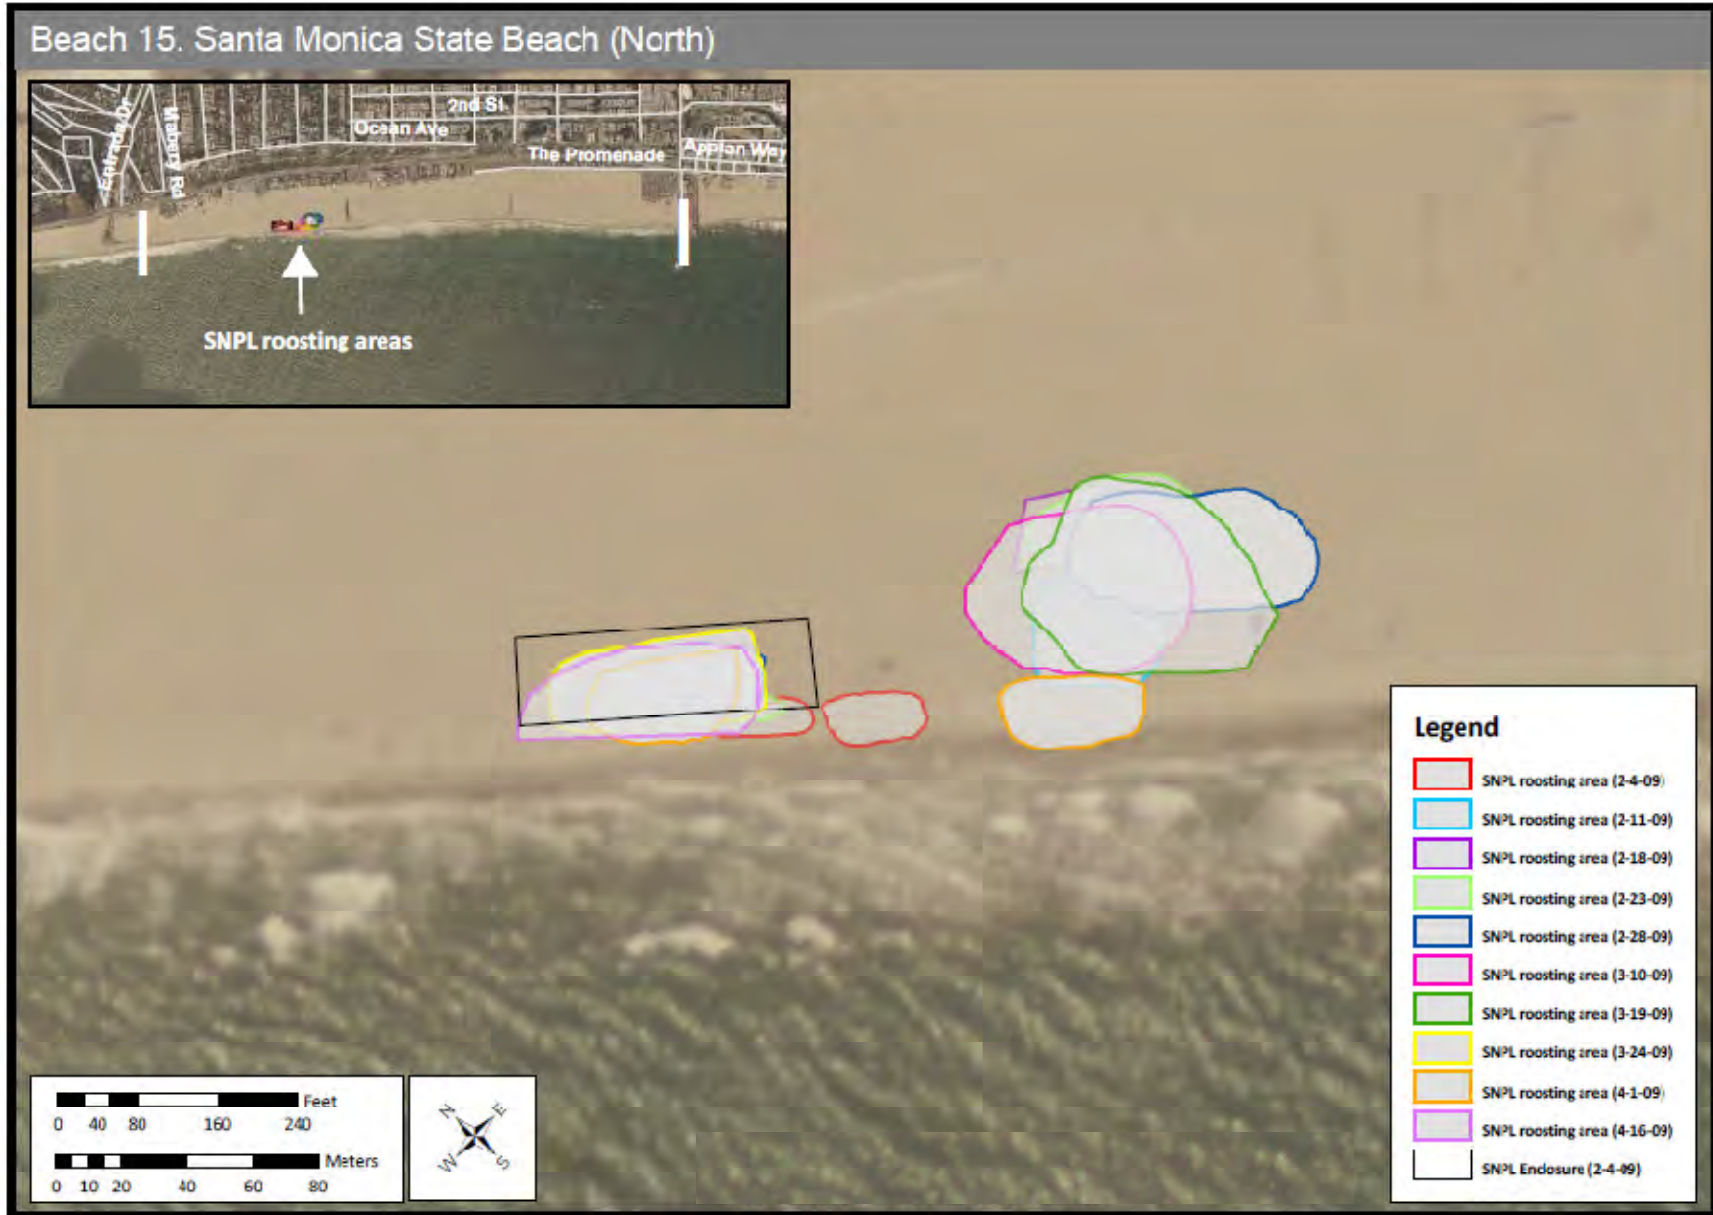 Beach 15. Santa Monica State Beach (North)
Entrada Dr
Mabery Rd
2nd St
Ocean Ave
The Promenade
Appian Way
SNPL roosting areas
Legend
SNPL roosting area (2-4-09)
SNPL roosting area (2-11-09)
SNPL roosting area (2-18-09)
SNPL roosting area (2-23-09)
SNPL roosting area (2-28-09)
SNPL roosting area (3-10-09)
SNPL roosting area (3-19-09)
SNPL roosting area (3-24-09)
SNPL roosting area (4-1-09)
SNPL roosting area (4-16-09)
SNPL Enclosure (2-4-09)
Feet
0 40 80 160 240
Meters
0 10 20 40 60 80
N E
W S